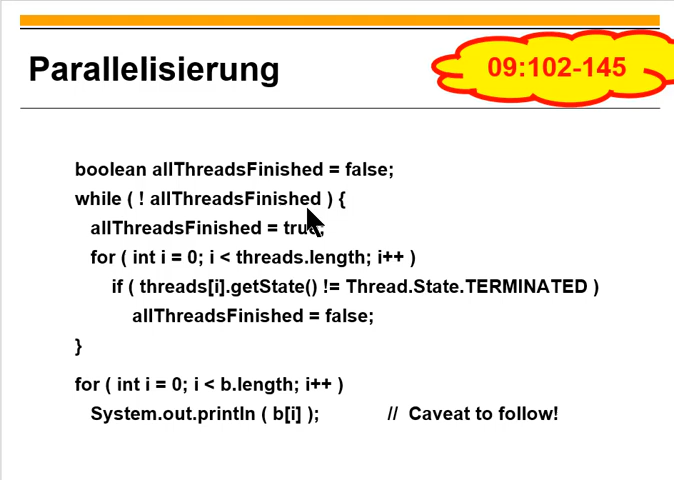 Parallelisierung
09:102-145
boolean allThreadsFinished = false;
while ( ! allThreadsFinished ) {
allThreadsFinished = true;
for ( int i = 0; i < threads.length; i++ )
if ( threads[i].getState() != Thread.State.TERMINATED )
allThreadsFinished = false;
}
for ( int i = 0; i < b.length; i++ )
System.out.println ( b[i] ); // Caveat to follow!